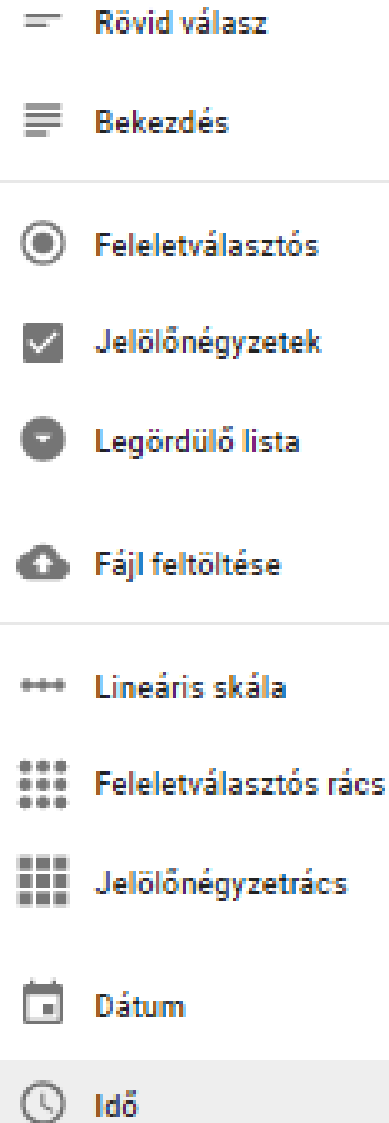 Rövid válasz
Bekezdés
Feleletválasztós
Jelölőnégyzetek
Legördülő lista
Fájl feltöltése
Lineáris skála
Feleletválasztós rács
Jelölőnégyzetrács
Dátum
Idő